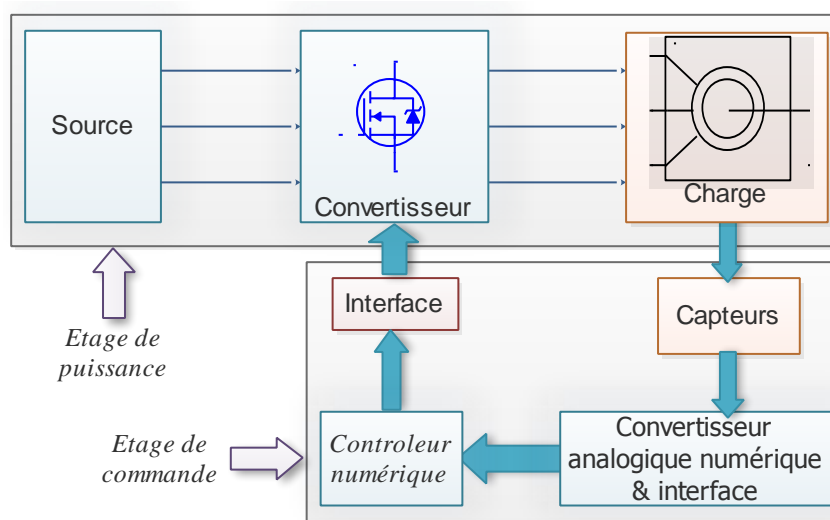 Source
Convertisseur
Charge
Interface
Capteurs
Etage de
puissance
Etage de
commande
Controleur
numérique
Convertisseur
analogique numérique
& interface